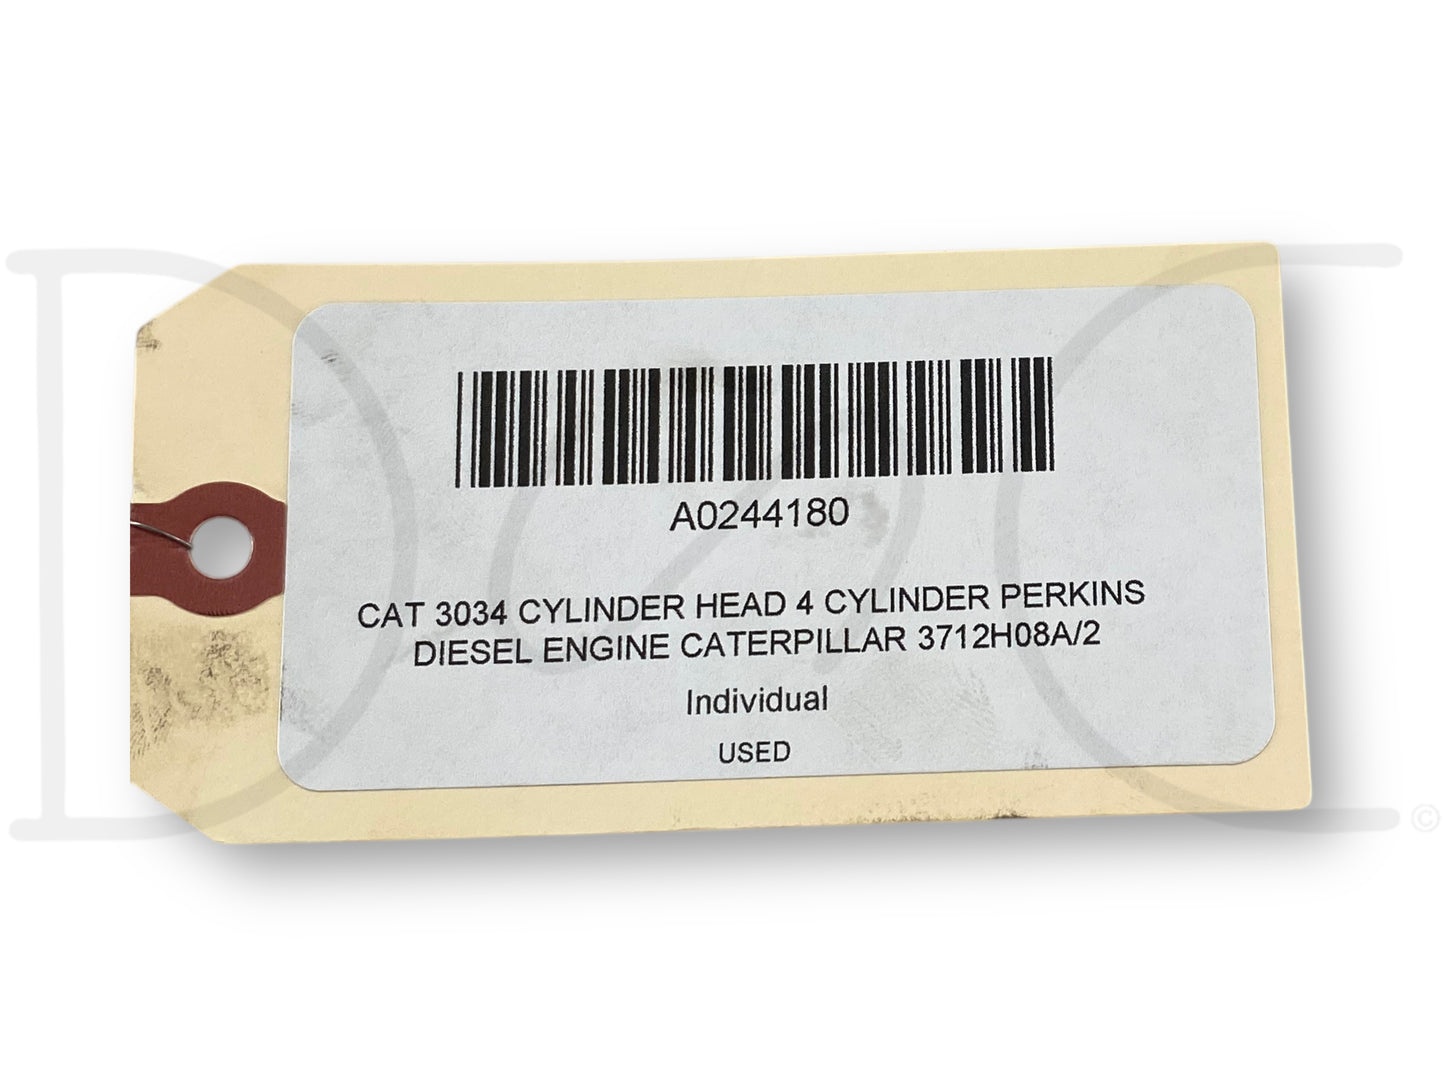 A0244180
CAT 3034 CYLINDER HEAD 4 CYLINDER PERKINS
DIESEL ENGINE CATERPILLAR 3712H08A/2
Individual
USED
©